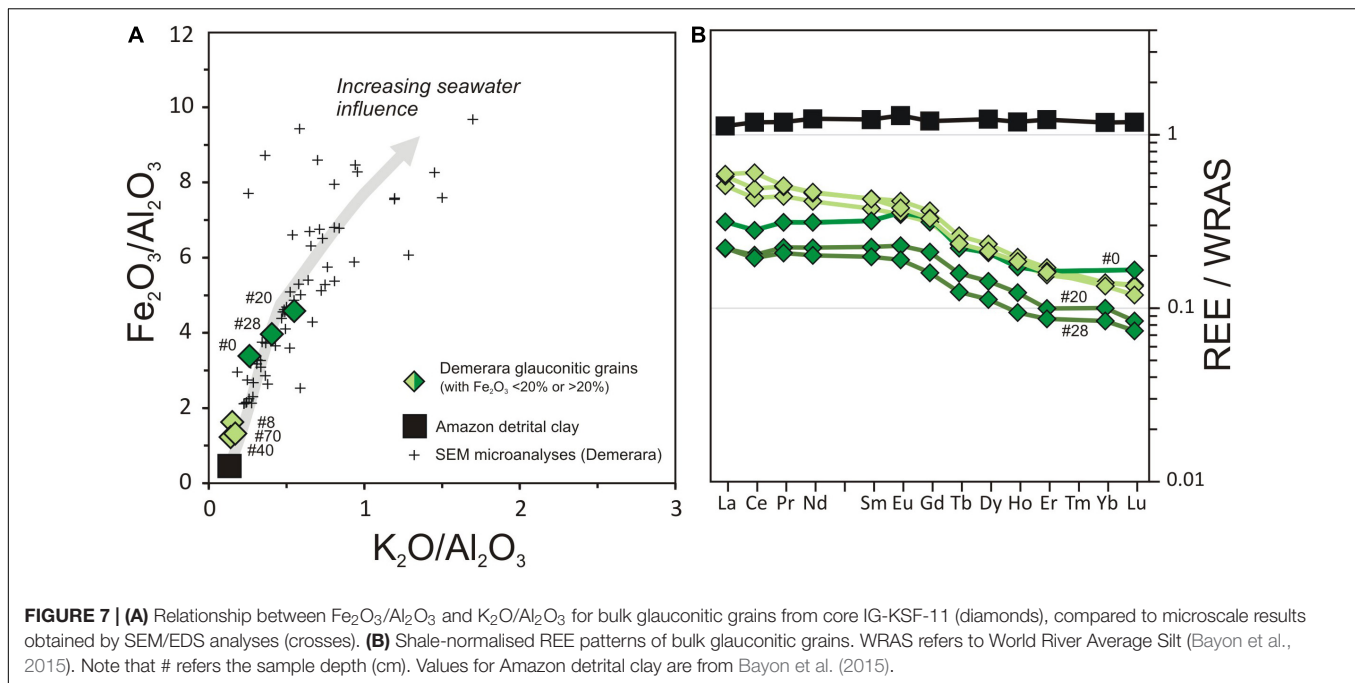 A
B
12
10
8
6
4
2
0
0
1
2
3
Fe2O3/Al2O3
K2O/Al2O3
Increasing seawater
influence
#20
#28
#0
#8
#70
#40
Demerara glauconitic grains
(with Fe2O3 <20% or >20%)
Amazon detrital clay
SEM microanalyses (Demerara)
1
0.1
0.01
REE / WRAS
#0
#20
#28
La Ce Pr Nd Sm Eu Gd Tb Dy Ho Er Tm Yb Lu
FIGURE 7 | (A) Relationship between Fe2O3/Al2O3 and K2O/Al2O3 for bulk glauconitic grains from core IG-KSF-11 (diamonds), compared to microscale results
obtained by SEM/EDS analyses (crosses). (B) Shale-normalised REE patterns of bulk glauconitic grains. WRAS refers to World River Average Silt (Bayon et al.,
2015). Note that # refers the sample depth (cm). Values for Amazon detrital clay are from Bayon et al. (2015).